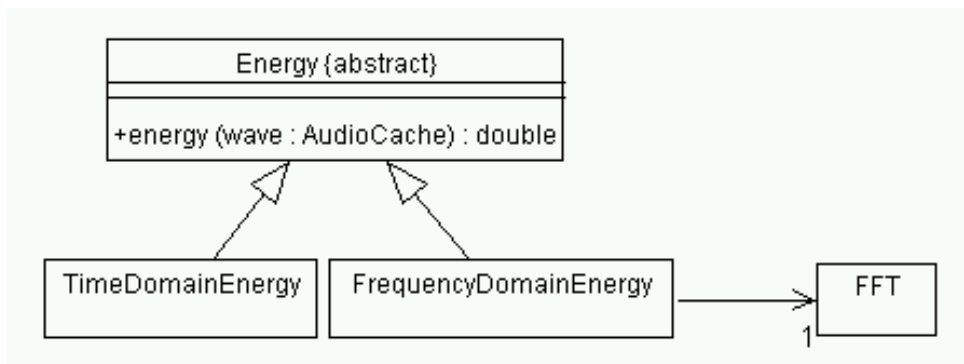 Energy {abstract}
+energy (wave : AudioCache) : double
TimeDomainEnergy
FrequencyDomainEnergy
FFT
1